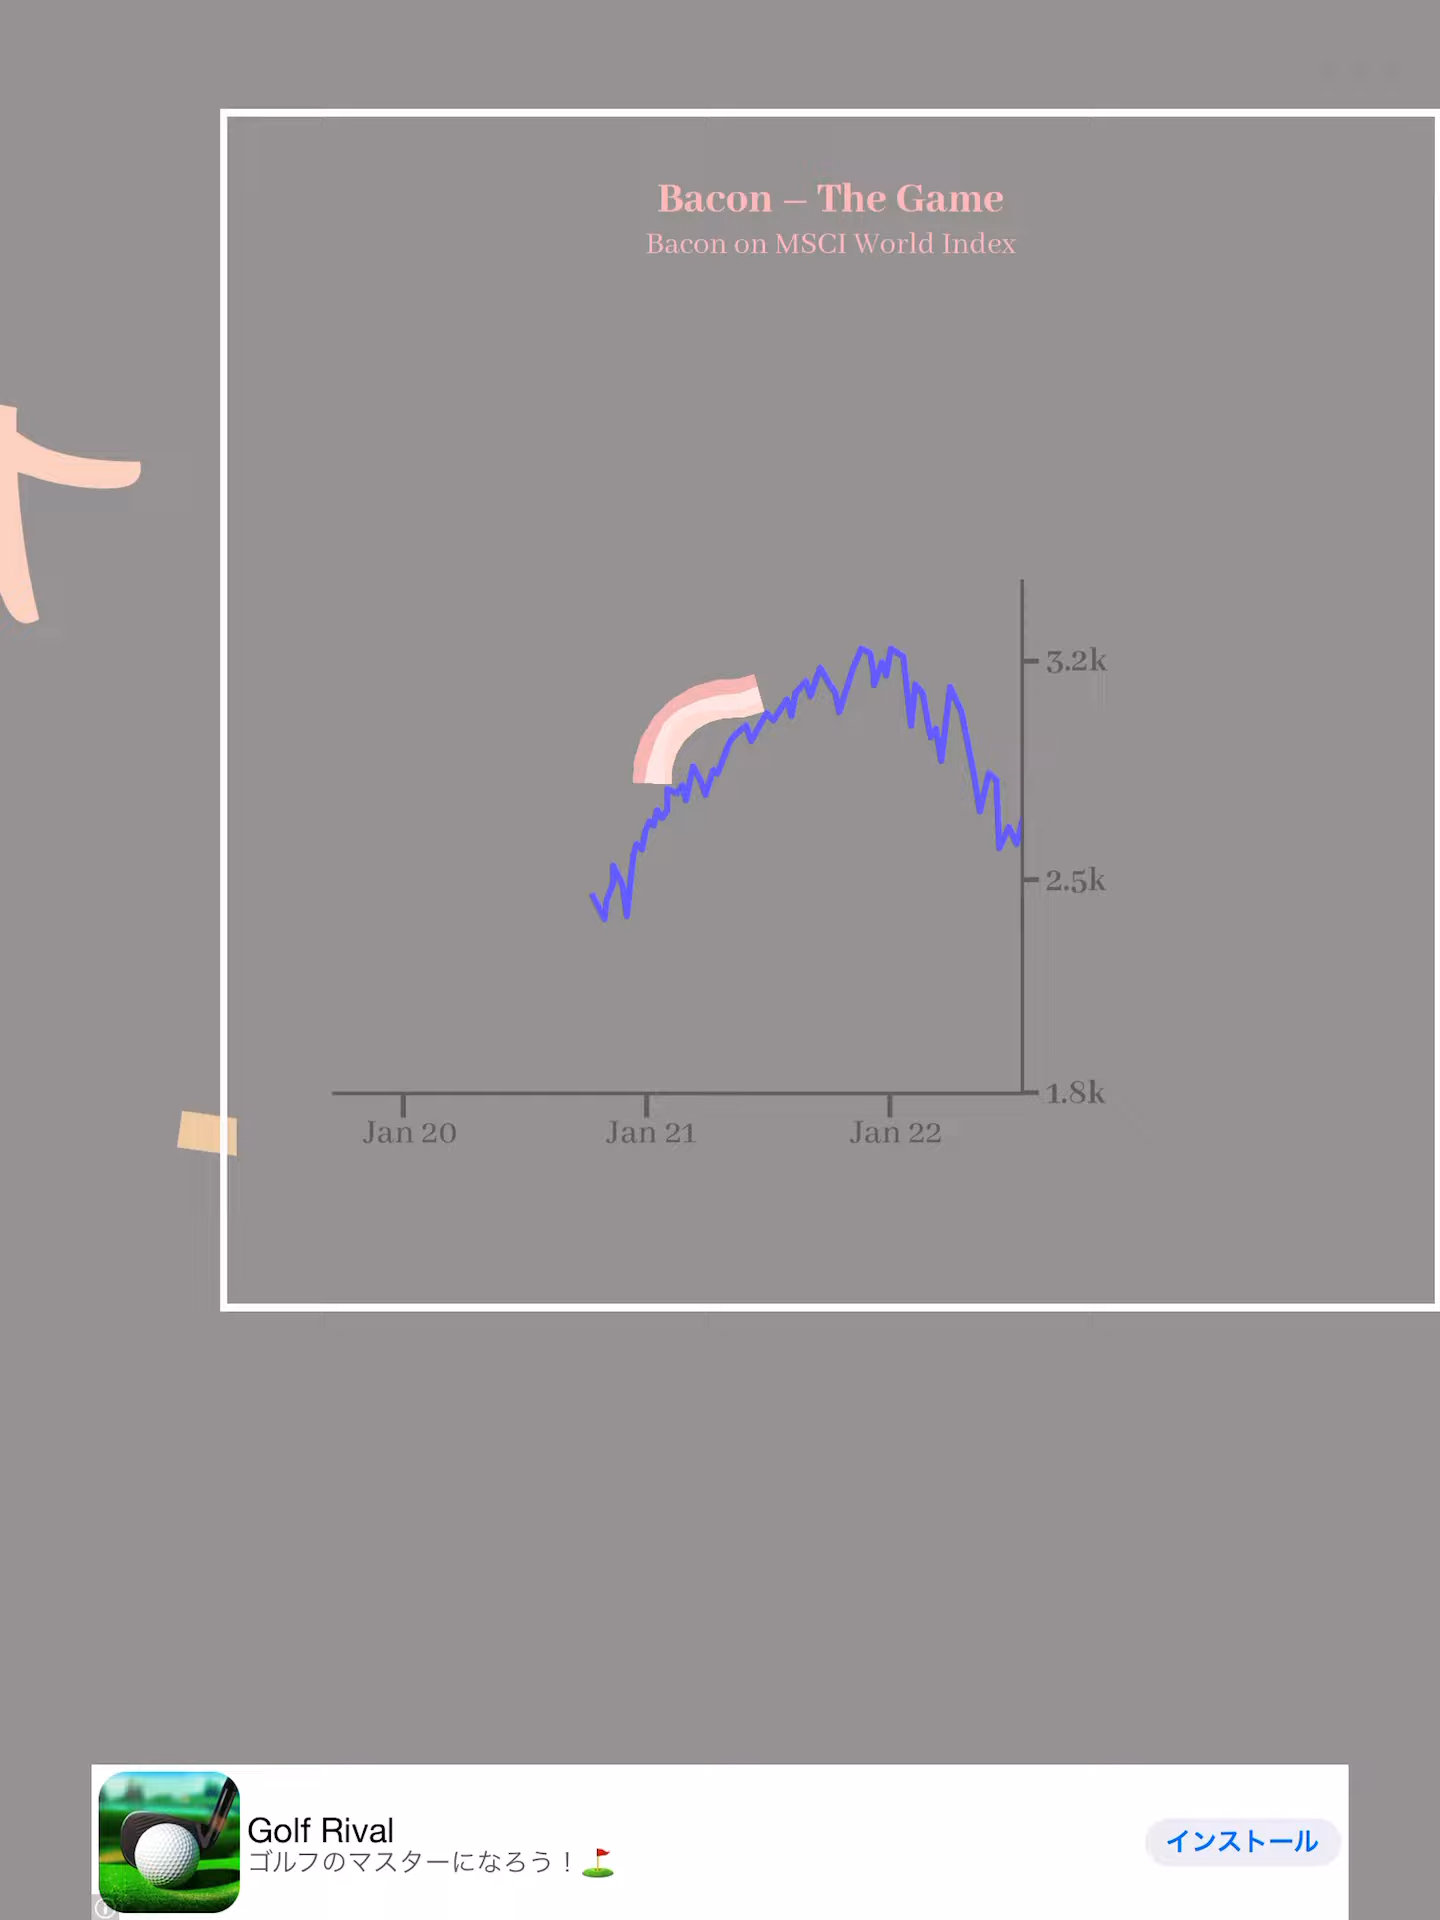 Bacon – The Game
Bacon on MSCI World Index
3.2k
2.5k
1.8k
Jan 20
Jan 21
Jan 22
Golf Rival
ゴルフのマスターになろう！⛳
インストール